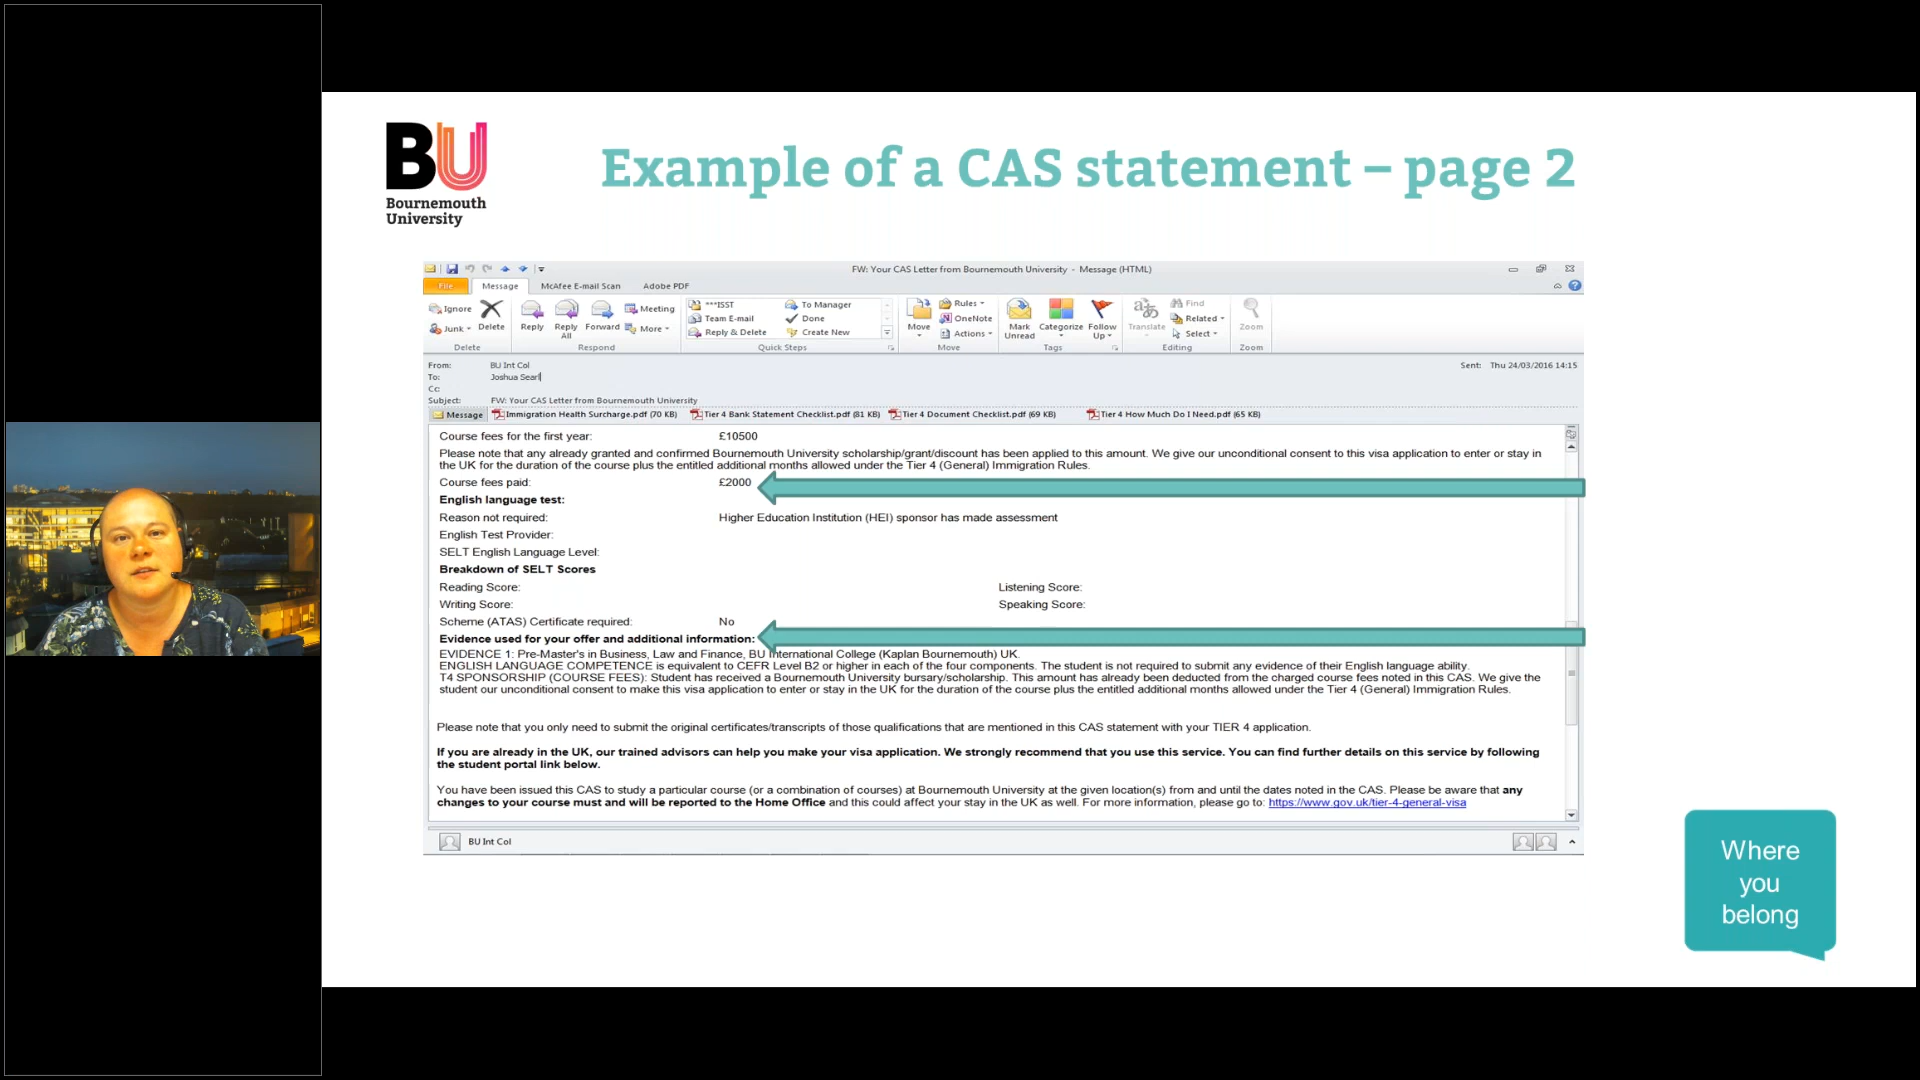 BU
Bournemouth
University
Example of a CAS statement – page 2
FW: Your CAS Letter from Bournemouth University - Message (HTML)
File Message McAfee E-mail Scan Adobe PDF
Ignore
Junk
Delete
Delete
Reply
Reply All
Forward
Meeting
More
Respond
***ISST
Team E-mail
Reply & Delete
To Manager
Done
Create New
Quick Steps
Move
Rules
OneNote
Actions
Move
Mark Unread
Categorize
Follow Up
Tags
Translate
Find
Related
Select
Editing
Zoom
Zoom
From: BU Int Col
Sent: Thu 24/03/2016 14:15
To: Joshua Searl
Cc:
Subject: FW: Your CAS Letter from Bournemouth University
Message Immigration Health Surcharge.pdf (70 KB) Tier 4 Bank Statement Checklist.pdf (81 KB) Tier 4 Document Checklist.pdf (69 KB) Tier 4 How Much Do I Need.pdf (65 KB)
Course fees for the first year: £10500
Please note that any already granted and confirmed Bournemouth University scholarship/grant/discount has been applied to this amount. We give our unconditional consent to this visa application to enter or stay in
the UK for the duration of the course plus the entitled additional months allowed under the Tier 4 (General) Immigration Rules.
Course fees paid: £2000
English language test:
Reason not required: Higher Education Institution (HEI) sponsor has made assessment
English Test Provider:
SELT English Language Level:
Breakdown of SELT Scores
Reading Score: Listening Score:
Writing Score: Speaking Score:
Scheme (ATAS) Certificate required: No
Evidence used for your offer and additional information:
EVIDENCE 1: Pre-Master's in Business, Law and Finance, BU International College (Kaplan Bournemouth) UK.
ENGLISH LANGUAGE COMPETENCE is equivalent to CEFR Level B2 or higher in each of the four components. The student is not required to submit any evidence of their English language ability.
T4 SPONSORSHIP (COURSE FEES): Student has received a Bournemouth University bursary/scholarship. This amount has already been deducted from the charged course fees noted in this CAS. We give the
student our unconditional consent to make this visa application to enter or stay in the UK for the duration of the course plus the entitled additional months allowed under the Tier 4 (General) Immigration Rules.
Please note that you only need to submit the original certificates/transcripts of those qualifications that are mentioned in this CAS statement with your TIER 4 application.
If you are already in the UK, our trained advisors can help you make your visa application. We strongly recommend that you use this service. You can find further details on this service by following
the student portal link below.
You have been issued this CAS to study a particular course (or a combination of courses) at Bournemouth University at the given location(s) from and until the dates noted in the CAS. Please be aware that any
changes to your course must and will be reported to the Home Office and this could affect your stay in the UK as well. For more information, please go to: https://www.gov.uk/tier-4-general-visa
BU Int Col
Where
you
belong